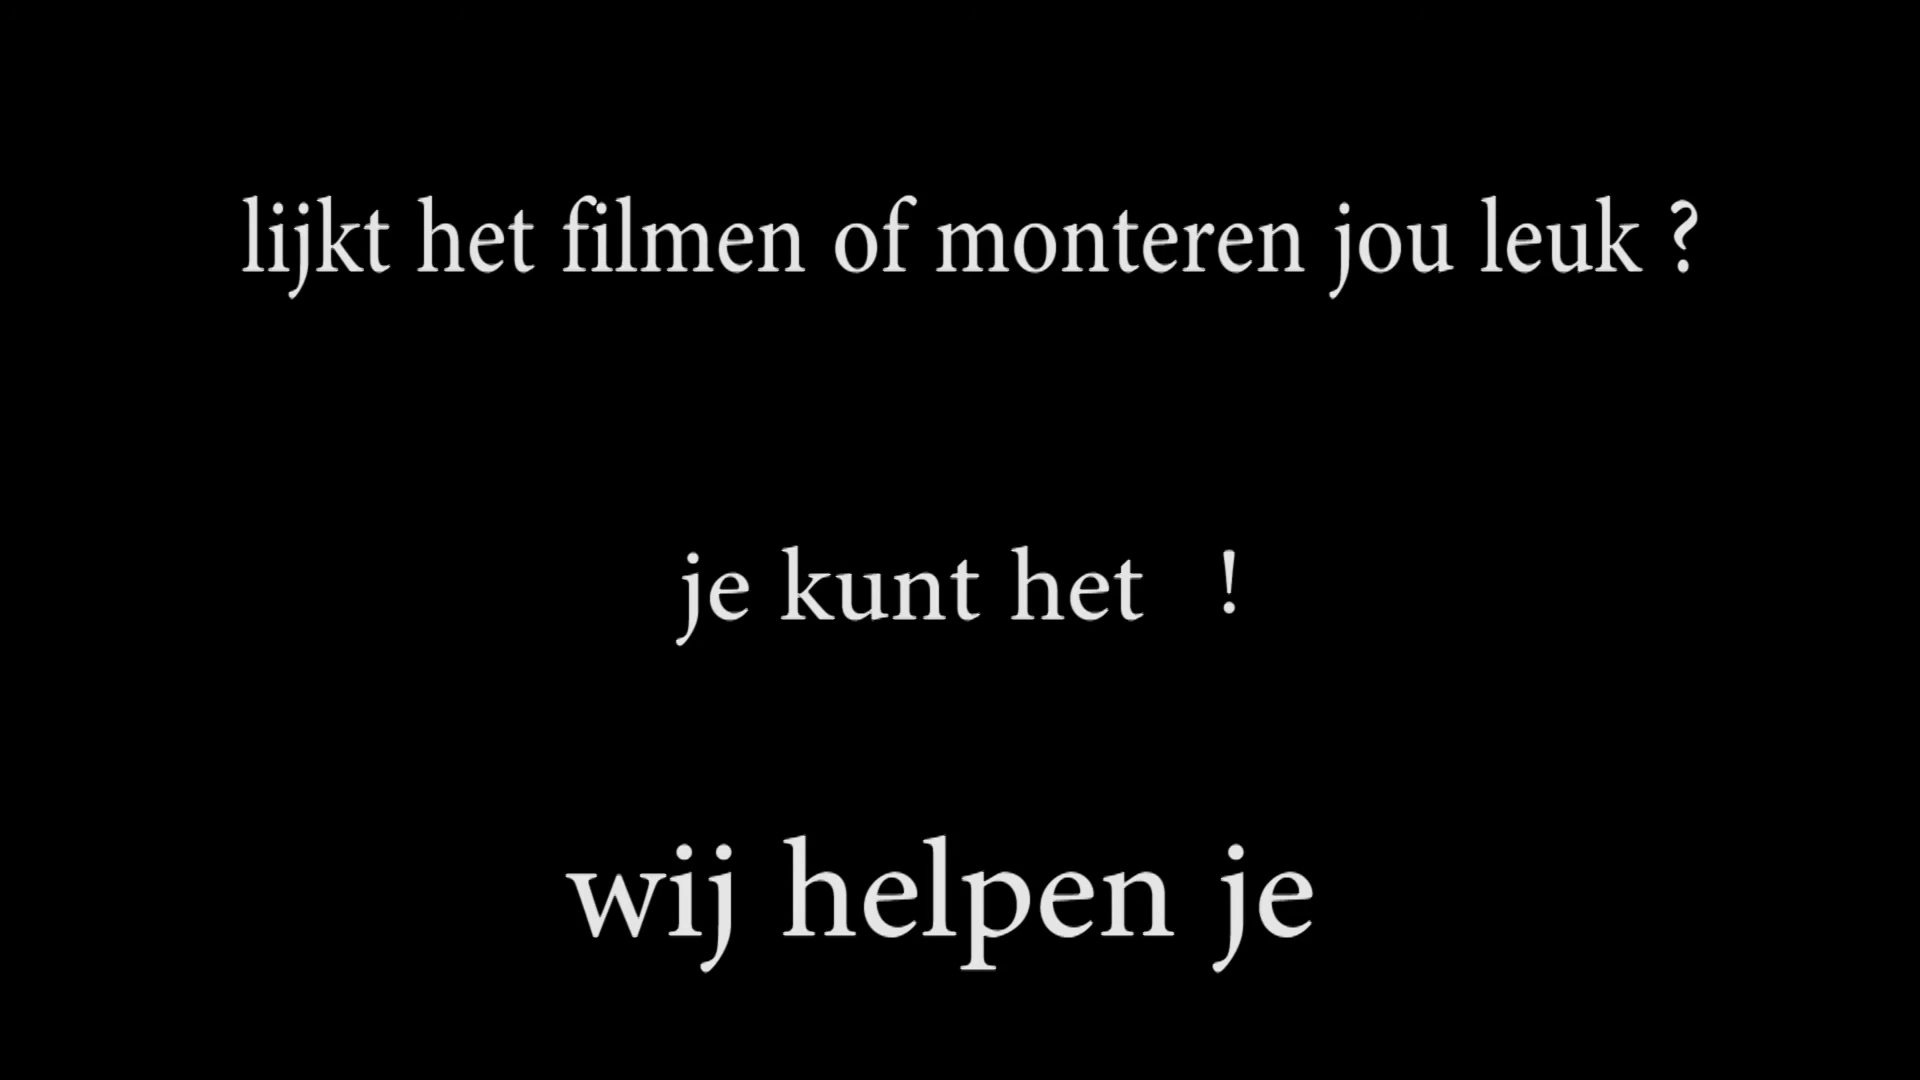 lijkt het filmen of monteren jou leuk ?
je kunt het !
wij helpen je